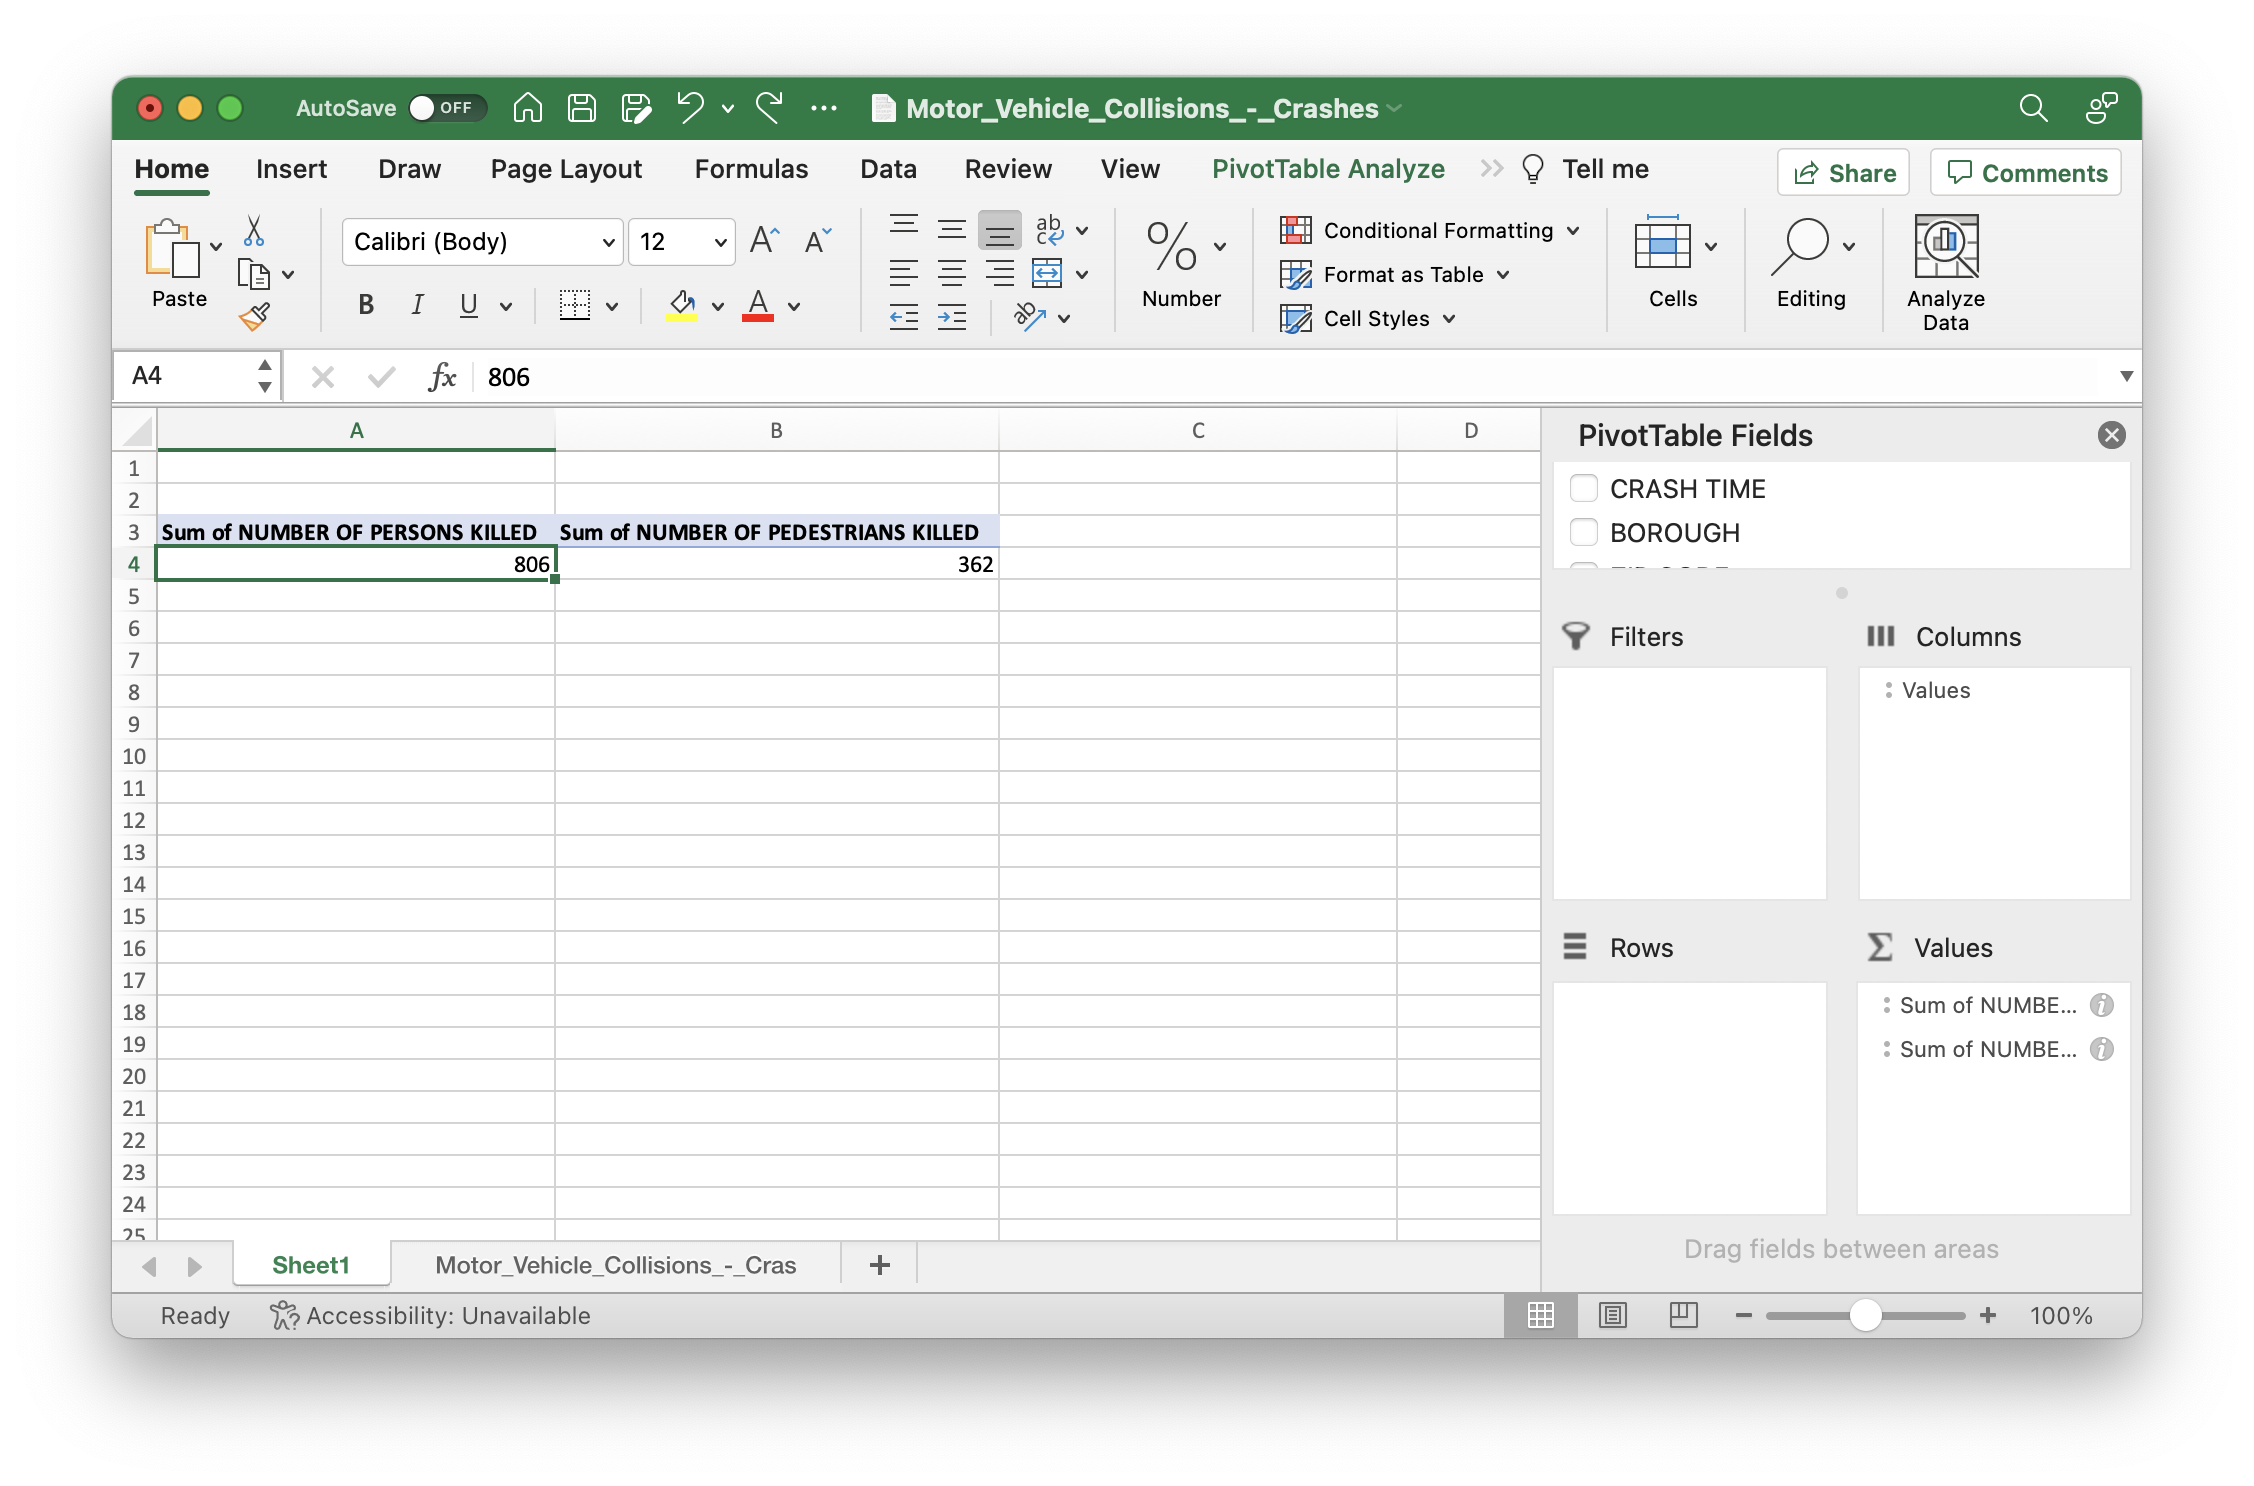 AutoSave OFF Motor_Vehicle_Collisions_-_Crashes
Home Insert Draw Page Layout Formulas Data Review View PivotTable Analyze Tell me Share Comments
Paste
Calibri (Body) 12
B I U A
ab
c
Number
Conditional Formatting
Format as Table
Cell Styles
Cells
Editing
Analyze
Data
A4 fx 806
A B C D
1
2
3 Sum of NUMBER OF PERSONS KILLED Sum of NUMBER OF PEDESTRIANS KILLED
4 806 362
5
6
7
8
9
10
11
12
13
14
15
16
17
18
19
20
21
22
23
24
25
PivotTable Fields
CRASH TIME
BOROUGH
Filters Columns
Values
Rows Values
Sum of NUMBE...
Sum of NUMBE...
Drag fields between areas
Sheet1 Motor_Vehicle_Collisions_-_Cras +
Ready Accessibility: Unavailable 100%